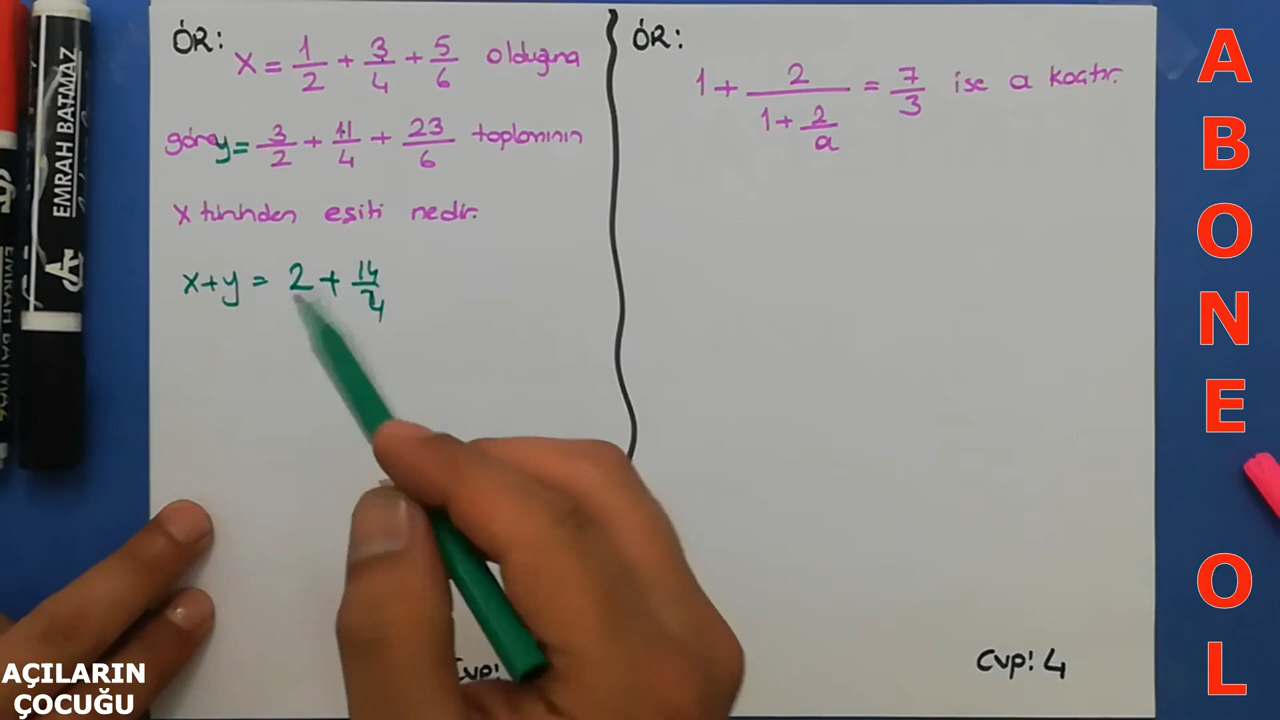 ÖR:
x = 1/2 + 3/4 + 5/6 olduğuna
göre y = 3/2 + 11/4 + 23/6 toplamının
x türünden eşiti nedir.
x+y = 2 + 14/4
Cvp!
ÖR:
1 + 2/(1 + 2/a) = 7/3 ise a kaçtır.
Cvp! 4
EMRAH BATMAZ
ABONE
OL
AÇILARIN
ÇOCUĞU